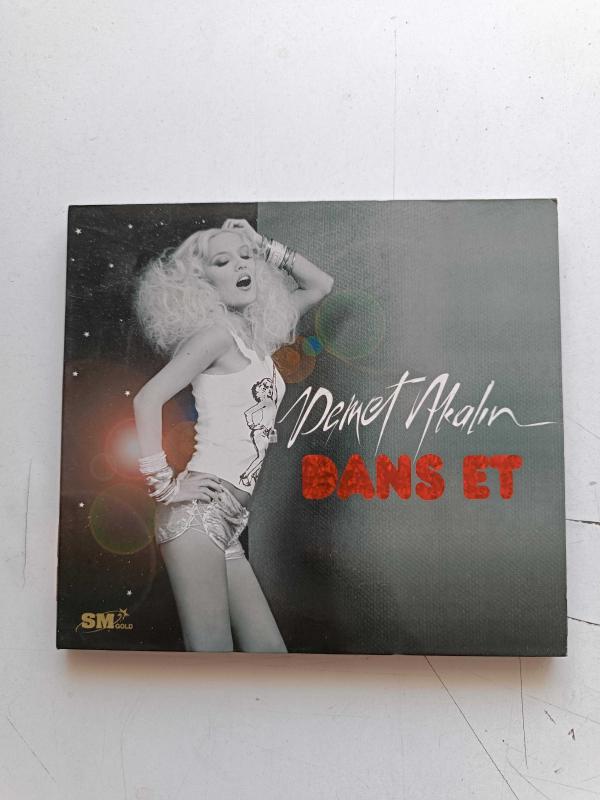 Demet Akalın
DANS ET
SM
GOLD